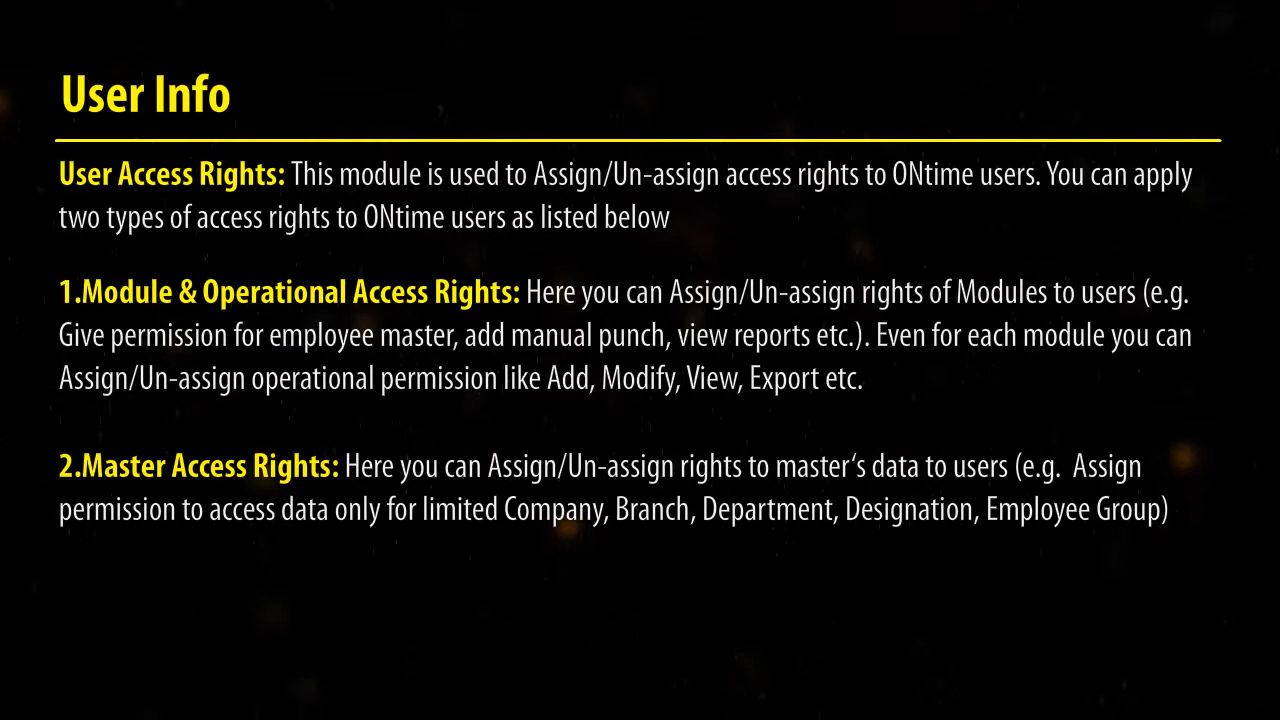 User Info
User Access Rights: This module is used to Assign/Un-assign access rights to ONtime users. You can apply
two types of access rights to ONtime users as listed below
1.Module & Operational Access Rights: Here you can Assign/Un-assign rights of Modules to users (e.g.
Give permission for employee master, add manual punch, view reports etc.). Even for each module you can
Assign/Un-assign operational permission like Add, Modify, View, Export etc.
2.Master Access Rights: Here you can Assign/Un-assign rights to master‘s data to users (e.g.  Assign
permission to access data only for limited Company, Branch, Department, Designation, Employee Group)